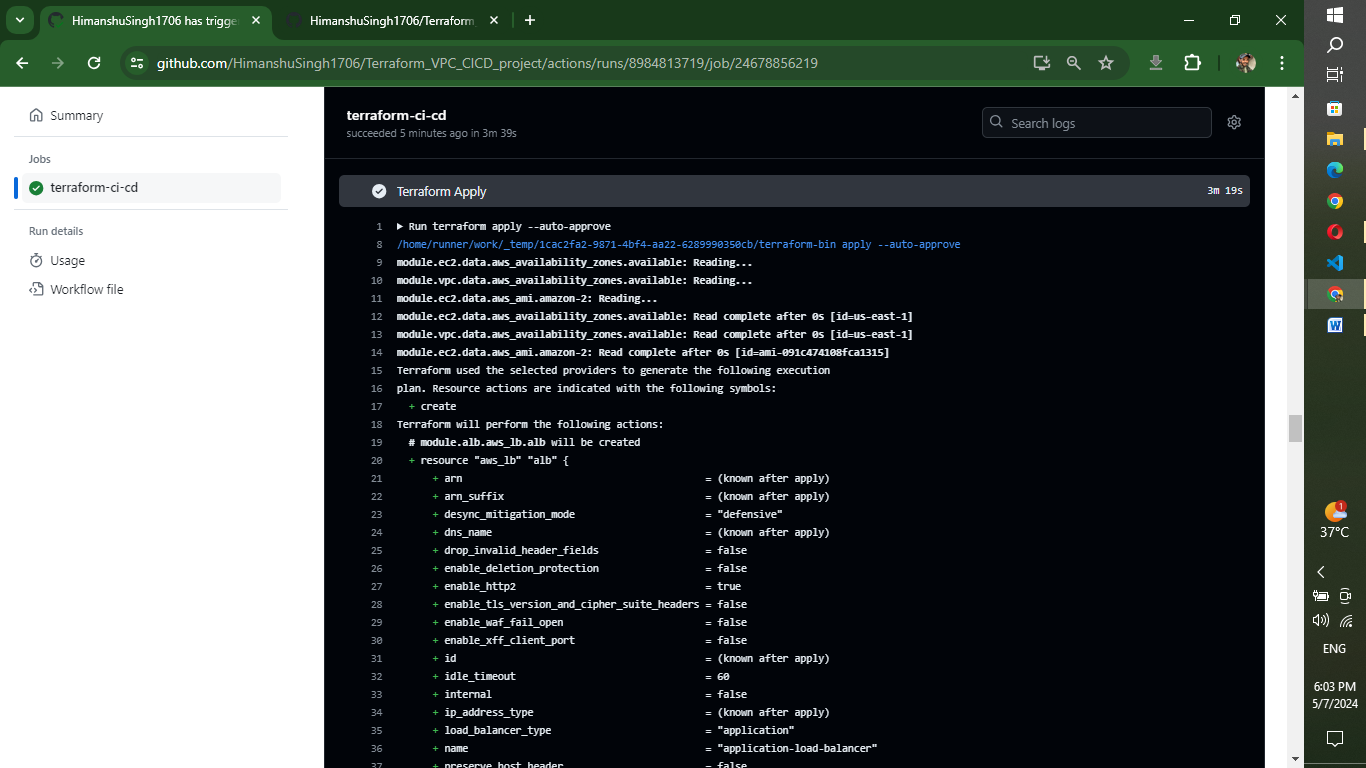 HimanshuSingh1706 has trigge
HimanshuSingh1706/Terraform_
github.com/HimanshuSingh1706/Terraform_VPC_CICD_project/actions/runs/8984813719/job/24678856219
Summary
Jobs
terraform-ci-cd
Run details
Usage
Workflow file
terraform-ci-cd
succeeded 5 minutes ago in 3m 39s
Search logs
Terraform Apply 3m 19s
1 Run terraform apply --auto-approve
8 /home/runner/work/_temp/1cac2fa2-9871-4bf4-aa22-6289990350cb/terraform-bin apply --auto-approve
9 module.ec2.data.aws_availability_zones.available: Reading...
10 module.vpc.data.aws_availability_zones.available: Reading...
11 module.ec2.data.aws_ami.amazon-2: Reading...
12 module.ec2.data.aws_availability_zones.available: Read complete after 0s [id=us-east-1]
13 module.vpc.data.aws_availability_zones.available: Read complete after 0s [id=us-east-1]
14 module.ec2.data.aws_ami.amazon-2: Read complete after 0s [id=ami-091c474108fca1315]
15 Terraform used the selected providers to generate the following execution
16 plan. Resource actions are indicated with the following symbols:
17 + create
18 Terraform will perform the following actions:
19 # module.alb.aws_lb.alb will be created
20 + resource "aws_lb" "alb" {
21 + arn = (known after apply)
22 + arn_suffix = (known after apply)
23 + desync_mitigation_mode = "defensive"
24 + dns_name = (known after apply)
25 + drop_invalid_header_fields = false
26 + enable_deletion_protection = false
27 + enable_http2 = true
28 + enable_tls_version_and_cipher_suite_headers = false
29 + enable_waf_fail_open = false
30 + enable_xff_client_port = false
31 + id = (known after apply)
32 + idle_timeout = 60
33 + internal = false
34 + ip_address_type = (known after apply)
35 + load_balancer_type = "application"
36 + name = "application-load-balancer"
37 + preserve_host_header = false
1
37°C
ENG
6:03 PM
5/7/2024